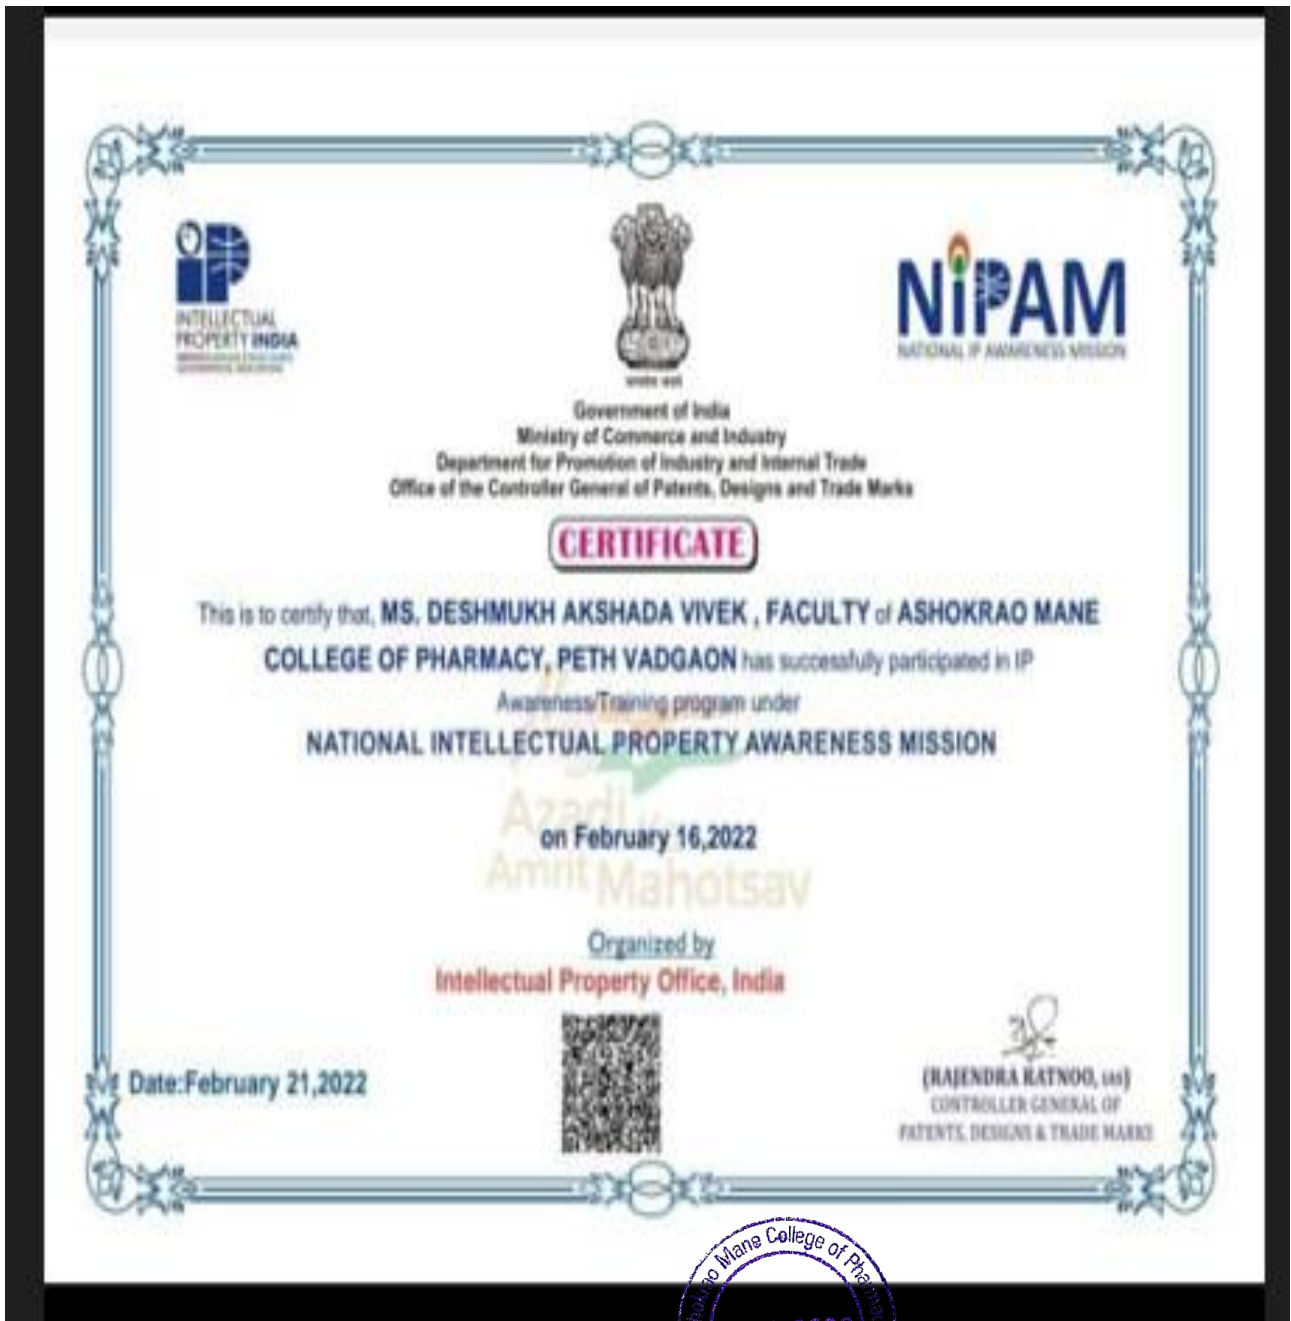 INTELLECTUAL
PROPERTY INDIA
NiPAM
NATIONAL IP AWARENESS MISSION
Government of India
Ministry of Commerce and Industry
Department for Promotion of Industry and Internal Trade
Office of the Controller General of Patents, Designs and Trade Marks
CERTIFICATE
This is to certify that, MS. DESHMUKH AKSHADA VIVEK , FACULTY of ASHOKRAO MANE
COLLEGE OF PHARMACY, PETH VADGAON has successfully participated in IP
Awareness/Training program under
NATIONAL INTELLECTUAL PROPERTY AWARENESS MISSION
Azadi
on February 16,2022
Amrit Mahotsav
Organized by
Intellectual Property Office, India
Date:February 21,2022
(RAJENDRA RATNOO, IAS)
CONTROLLER GENERAL OF
PATENTS, DESIGNS & TRADE MARKS
Mane College of